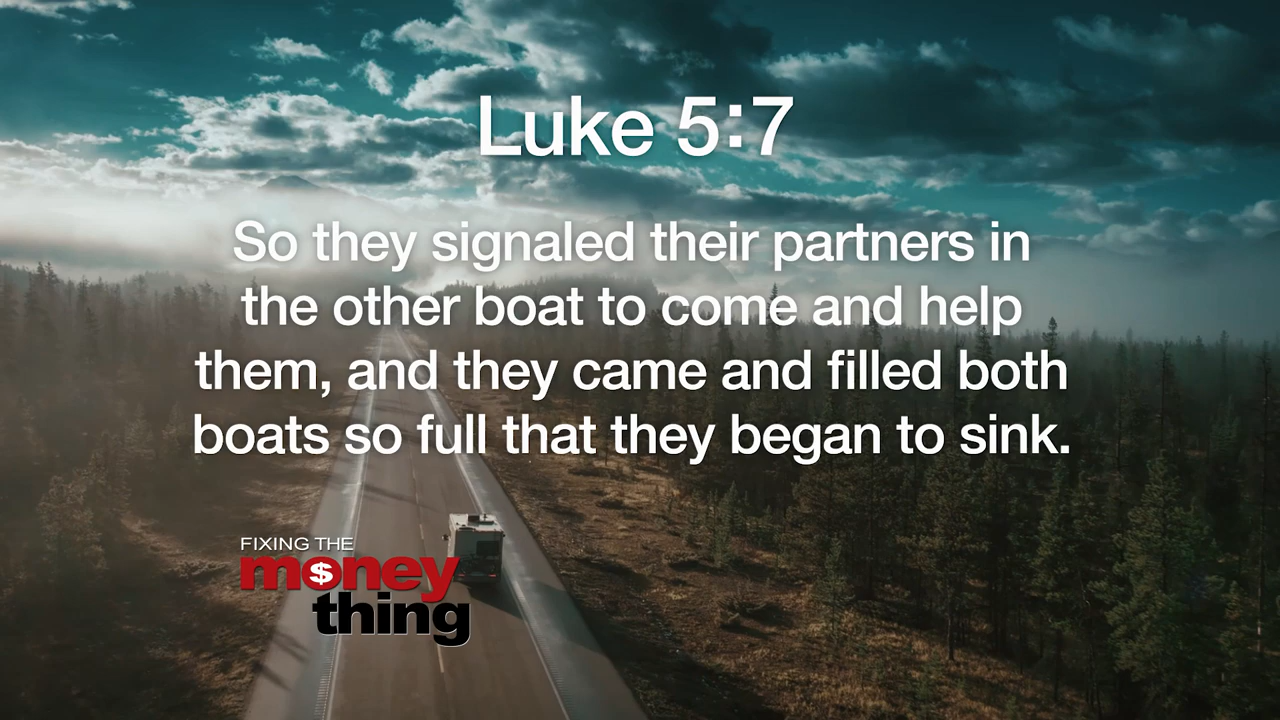 Luke 5:7
So they signaled their partners in
the other boat to come and help
them, and they came and filled both
boats so full that they began to sink.
FIXING THE
money
thing